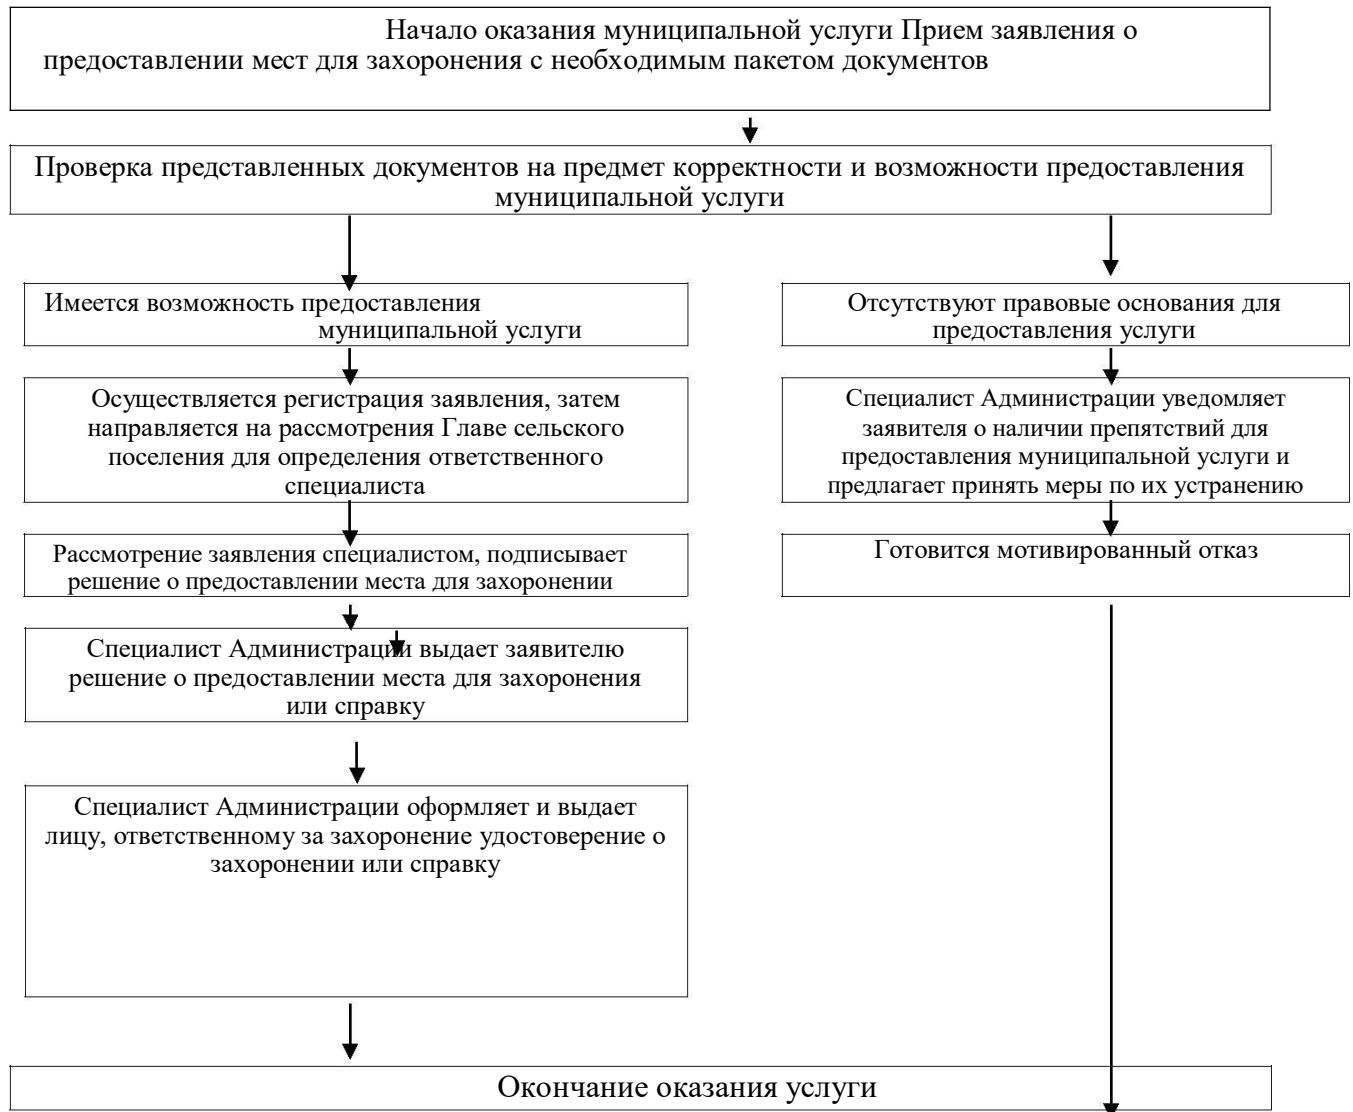 Начало оказания муниципальной услуги Прием заявления о
предоставлении мест для захоронения с необходимым пакетом документов
Проверка представленных документов на предмет корректности и возможности предоставления
муниципальной услуги
Имеется возможность предоставления
муниципальной услуги
Осуществляется регистрация заявления, затем
направляется на рассмотрения Главе сельского
поселения для определения ответственного
специалиста
Рассмотрение заявления специалистом, подписывает
решение о предоставлении места для захоронении
Специалист Администрации выдает заявителю
решение о предоставлении места для захоронения
или справку
Специалист Администрации оформляет и выдает
лицу, ответственному за захоронение удостоверение о
захоронении или справку
Отсутствуют правовые основания для
предоставления услуги
Специалист Администрации уведомляет
заявителя о наличии препятствий для
предоставления муниципальной услуги и
предлагает принять меры по их устранению
Готовится мотивированный отказ
Окончание оказания услуги